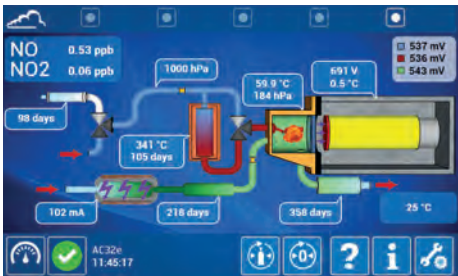 NO 0.53 ppb
NO2 0.06 ppb
1000 hPa
59.9 °C
184 hPa
691 V
0.5 °C
537 mV
536 mV
543 mV
98 days
341 °C
105 days
102 mA
218 days
358 days
25 °C
AC32e
11:45:17
0
?
i